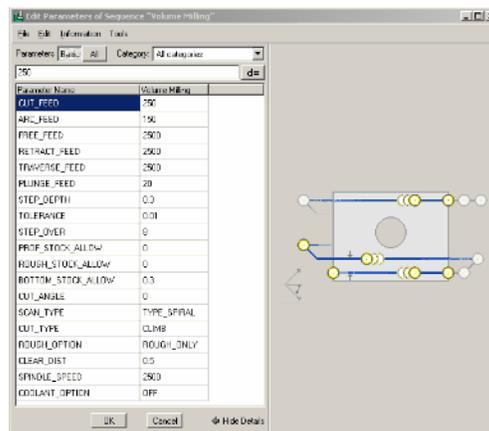 Edit Parameters of Sequence "Volume Milling"
File Edit Information Tools
Parameters Basic All Category: All categories
250 d=
Parameter Name Volume Milling
CUT_FEED 250
ARC_FEED 150
FREE_FEED 2500
RETRACT_FEED 2500
TRAVERSE_FEED 2500
PLUNGE_FEED 20
STEP_DEPTH 0.3
TOLERANCE 0.01
STEP_OVER 8
PROF_STOCK_ALLOW 0
ROUGH_STOCK_ALLOW 0
BOTTOM_STOCK_ALLOW 0.3
CUT_ANGLE 0
SCAN_TYPE TYPE_SPIRAL
CUT_TYPE CLIMB
ROUGH_OPTION ROUGH_ONLY
CLEAR_DIST 0.5
SPINDLE_SPEED 2500
COOLANT_OPTION OFF
OK Cancel Hide Details